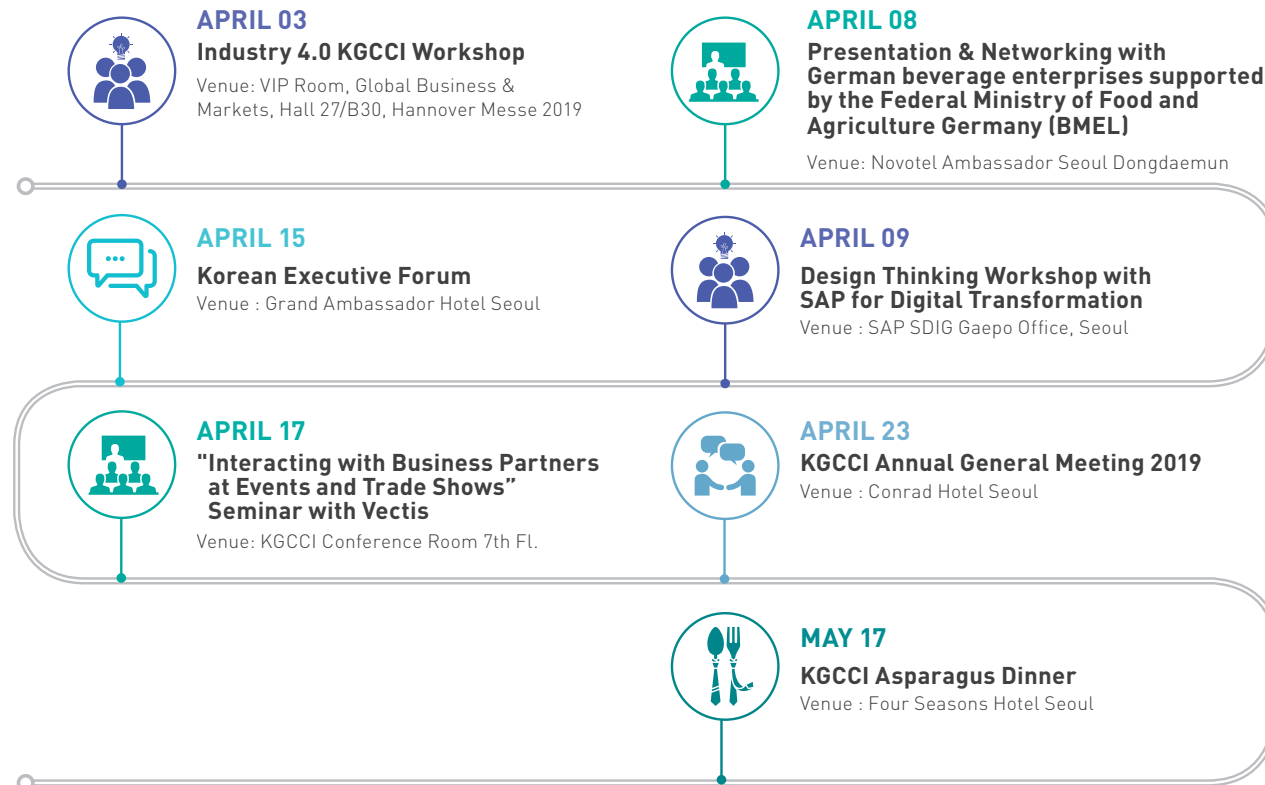 APRIL 03
Industry 4.0 KGCCI Workshop
Venue: VIP Room, Global Business &
Markets, Hall 27/B30, Hannover Messe 2019
APRIL 08
Presentation & Networking with
German beverage enterprises supported
by the Federal Ministry of Food and
Agriculture Germany (BMEL)
Venue: Novotel Ambassador Seoul Dongdaemun
APRIL 09
Design Thinking Workshop with
SAP for Digital Transformation
Venue : SAP SDIG Gaepo Office, Seoul
APRIL 15
Korean Executive Forum
Venue : Grand Ambassador Hotel Seoul
APRIL 17
"Interacting with Business Partners
at Events and Trade Shows”
Seminar with Vectis
Venue: KGCCI Conference Room 7th Fl.
APRIL 23
KGCCI Annual General Meeting 2019
Venue : Conrad Hotel Seoul
MAY 17
KGCCI Asparagus Dinner
Venue : Four Seasons Hotel Seoul